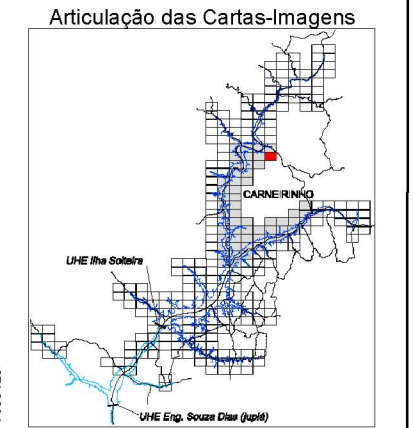 Articulação das Cartas-Imagens
CARNEIRINHO
UHE Ilha Solteira
UHE Eng. Souza Dias (jupiá)